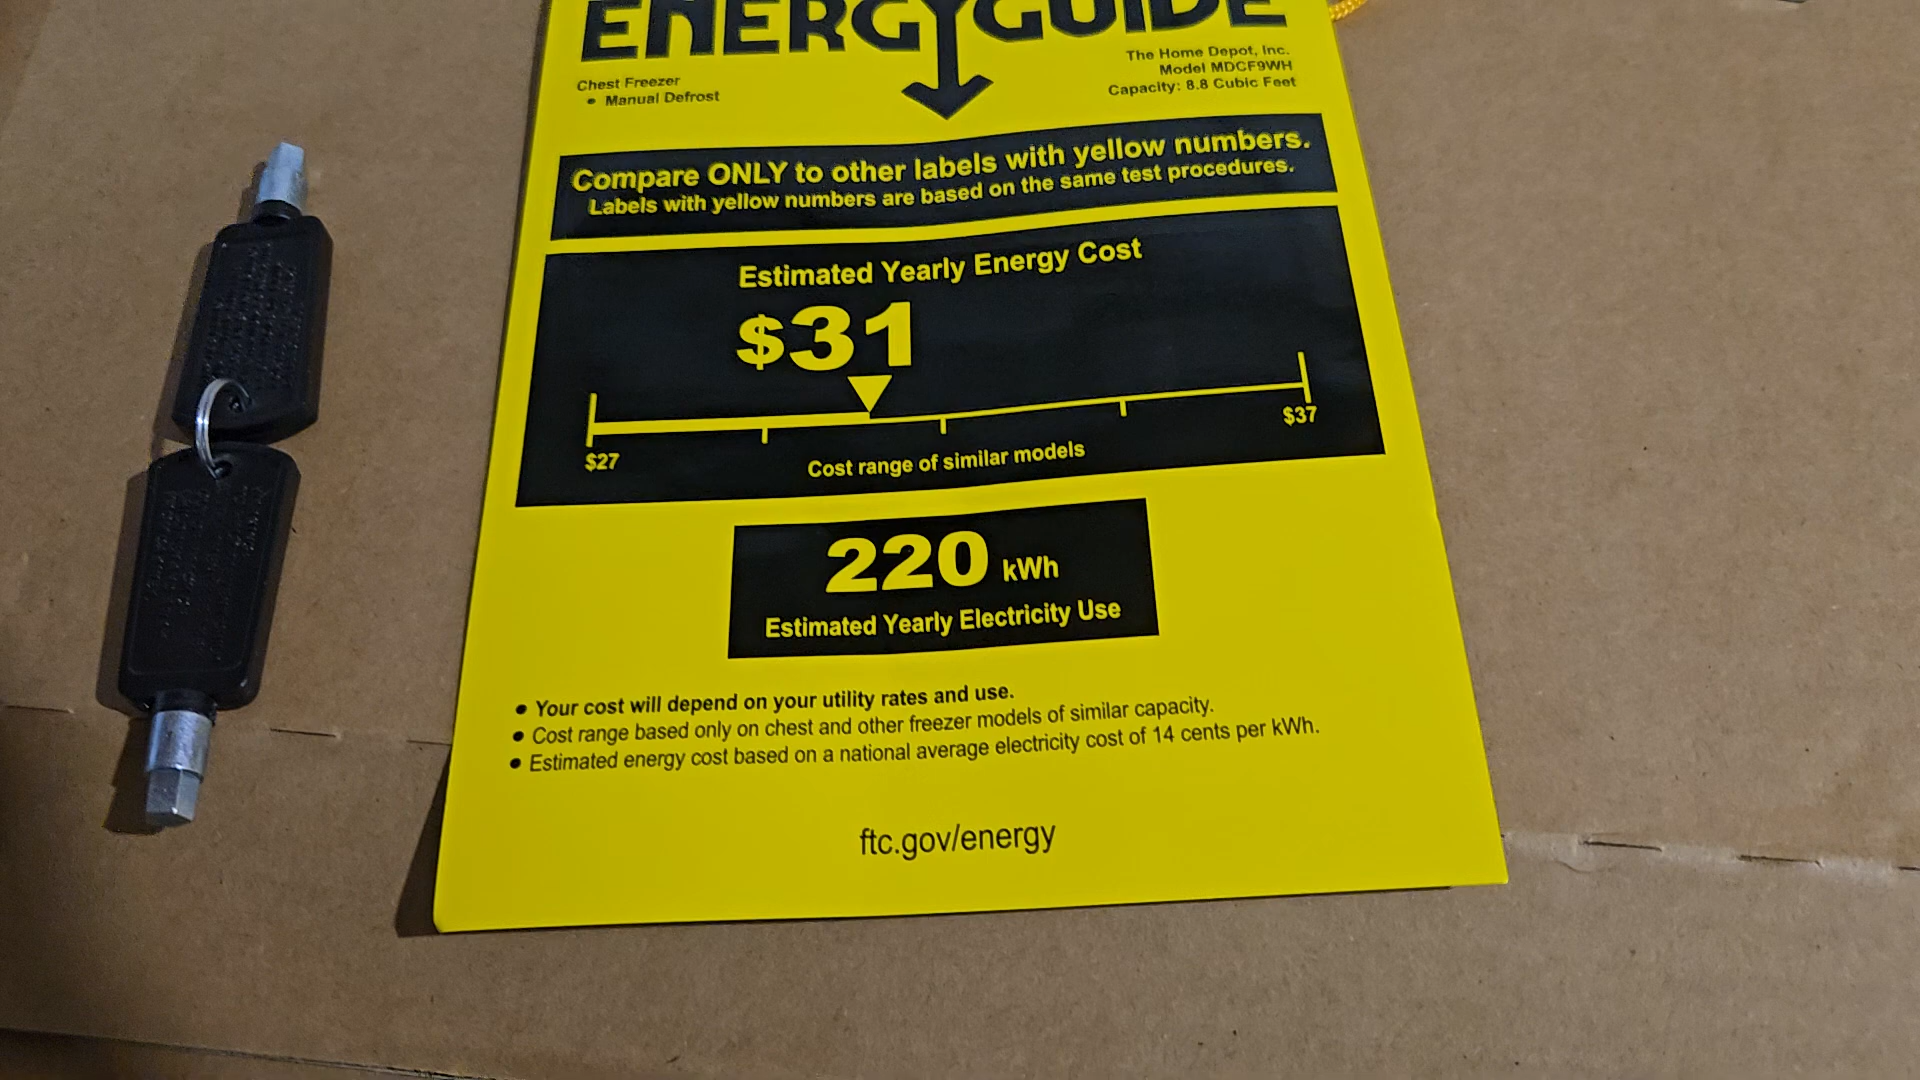 ENERGYGUIDE
Chest Freezer
• Manual Defrost
The Home Depot, Inc.
Model MDCF9WH
Capacity: 8.8 Cubic Feet
Compare ONLY to other labels with yellow numbers.
Labels with yellow numbers are based on the same test procedures.
Estimated Yearly Energy Cost
$31
$27
$37
Cost range of similar models
220 kWh
Estimated Yearly Electricity Use
• Your cost will depend on your utility rates and use.
• Cost range based only on chest and other freezer models of similar capacity.
• Estimated energy cost based on a national average electricity cost of 14 cents per kWh.
ftc.gov/energy